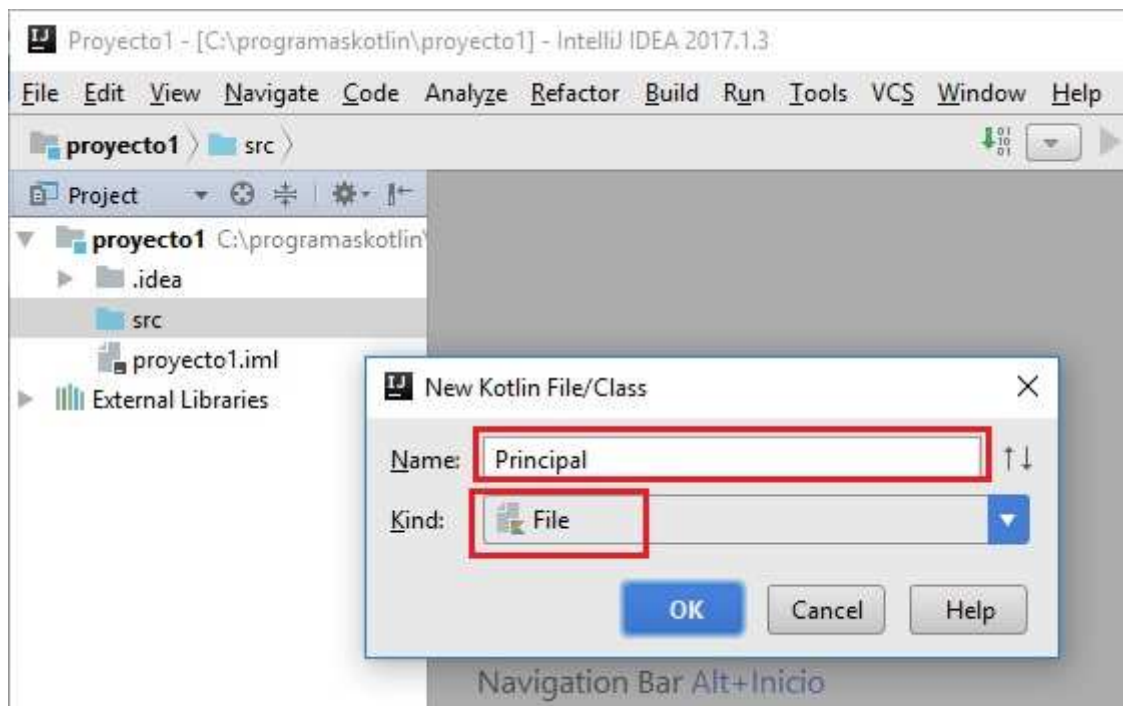 Proyecto1 - [C:\programaskotlin\proyecto1] - IntelliJ IDEA 2017.1.3
File Edit View Navigate Code Analyze Refactor Build Run Tools VCS Window Help
proyecto1 src
Project
proyecto1 C:\programaskotlin\
.idea
src
proyecto1.iml
External Libraries
New Kotlin File/Class
Name: Principal
Kind: File
OK Cancel Help
Navigation Bar Alt+Inicio